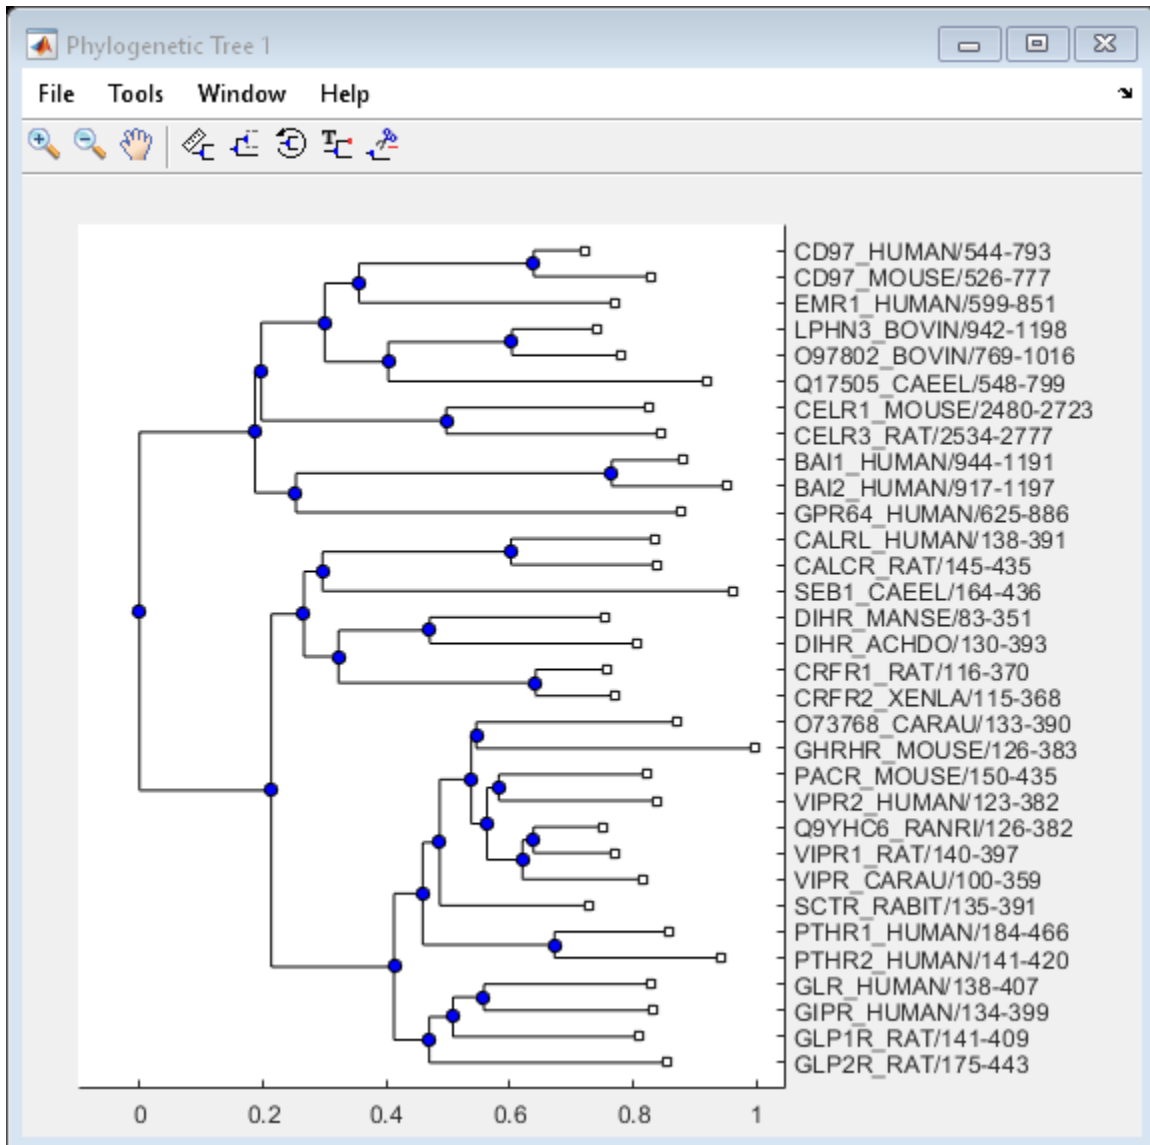 Phylogenetic Tree 1
File Tools Window Help
T
CD97_HUMAN/544-793
CD97_MOUSE/526-777
EMR1_HUMAN/599-851
LPHN3_BOVIN/942-1198
O97802_BOVIN/769-1016
Q17505_CAEEL/548-799
CELR1_MOUSE/2480-2723
CELR3_RAT/2534-2777
BAI1_HUMAN/944-1191
BAI2_HUMAN/917-1197
GPR64_HUMAN/625-886
CALRL_HUMAN/138-391
CALCR_RAT/145-435
SEB1_CAEEL/164-436
DIHR_MANSE/83-351
DIHR_ACHDO/130-393
CRFR1_RAT/116-370
CRFR2_XENLA/115-368
O73768_CARAU/133-390
GHRHR_MOUSE/126-383
PACR_MOUSE/150-435
VIPR2_HUMAN/123-382
Q9YHC6_RANRI/126-382
VIPR1_RAT/140-397
VIPR_CARAU/100-359
SCTR_RABIT/135-391
PTHR1_HUMAN/184-466
PTHR2_HUMAN/141-420
GLR_HUMAN/138-407
GIPR_HUMAN/134-399
GLP1R_RAT/141-409
GLP2R_RAT/175-443
0 0.2 0.4 0.6 0.8 1